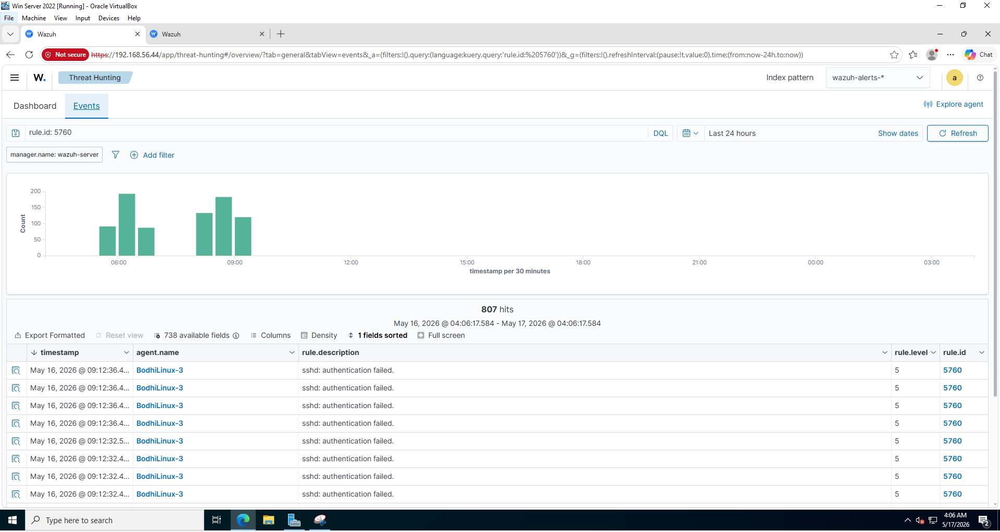 Win Server 2022 [Running] - Oracle VirtualBox
File Machine View Input Devices Help
Wazuh Wazuh
Not secure https://192.168.56.44/app/threat-hunting#/overview/?tab=general&tabView=events&_a=(filters:!(),query:(language:kuery,query:'rule.id:%205760'))&_g=(filters:!(),refreshInterval:(pause:!t,value:0),time:(from:now-24h,to:now)) Chat
W. Threat Hunting Index pattern wazuh-alerts-* a
Dashboard Events Explore agent
rule.id: 5760 DQL Last 24 hours Show dates Refresh
manager.name: wazuh-server Add filter
200
150
100
50
0
Count
06:00 09:00 12:00 15:00 18:00 21:00 00:00 03:00
timestamp per 30 minutes
807 hits
May 16, 2026 @ 04:06:17.584 - May 17, 2026 @ 04:06:17.584
Export Formatted Reset view 738 available fields Columns Density 1 fields sorted Full screen
timestamp agent.name rule.description rule.level rule.id
May 16, 2026 @ 09:12:36.4... BodhiLinux-3 sshd: authentication failed. 5 5760
May 16, 2026 @ 09:12:36.4... BodhiLinux-3 sshd: authentication failed. 5 5760
May 16, 2026 @ 09:12:36.4... BodhiLinux-3 sshd: authentication failed. 5 5760
May 16, 2026 @ 09:12:36.4... BodhiLinux-3 sshd: authentication failed. 5 5760
May 16, 2026 @ 09:12:32.5... BodhiLinux-3 sshd: authentication failed. 5 5760
May 16, 2026 @ 09:12:32.4... BodhiLinux-3 sshd: authentication failed. 5 5760
May 16, 2026 @ 09:12:32.4... BodhiLinux-3 sshd: authentication failed. 5 5760
May 16, 2026 @ 09:12:32.4... BodhiLinux-3 sshd: authentication failed. 5 5760
Type here to search
4:06 AM
5/17/2026
2